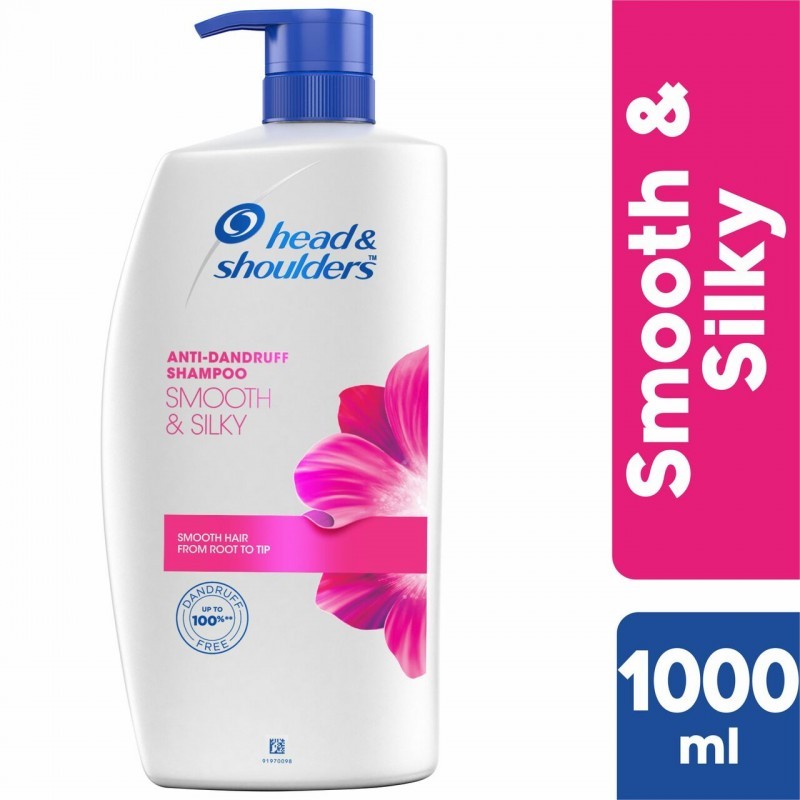 head &
shoulders™
ANTI-DANDRUFF
SHAMPOO
SMOOTH
& SILKY
SMOOTH HAIR
FROM ROOT TO TIP
DANDRUFF
UP TO
100%**
FREE
91970098
Smooth &
Silky
1000
ml